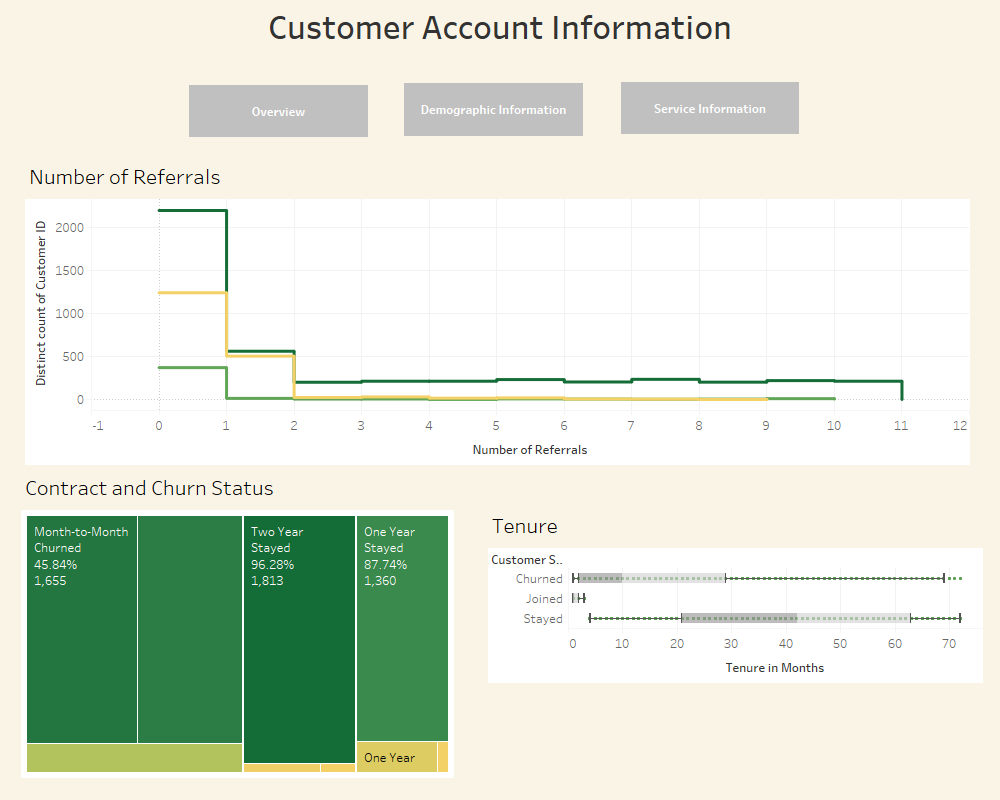 Customer Account Information
Overview
Demographic Information
Service Information
Number of Referrals
Distinct count of Customer ID
2000
1500
1000
500
0
-1 0 1 2 3 4 5 6 7 8 9 10 11 12
Number of Referrals
Contract and Churn Status
Month-to-Month
Churned
45.84%
1,655
Two Year
Stayed
96.28%
1,813
One Year
Stayed
87.74%
1,360
One Year
Tenure
Customer S..
Churned
Joined
Stayed
0 10 20 30 40 50 60 70
Tenure in Months